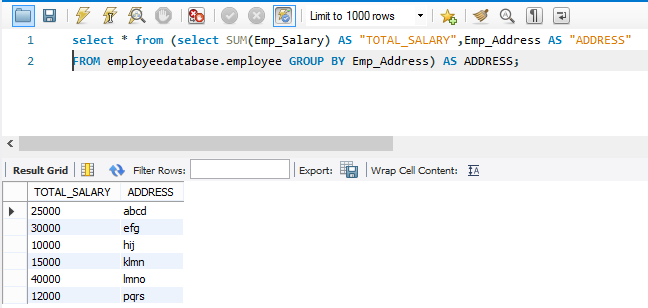 Limit to 1000 rows
1 select * from (select SUM(Emp_Salary) AS "TOTAL_SALARY",Emp_Address AS "ADDRESS"
2 FROM employeedatabase.employee GROUP BY Emp_Address) AS ADDRESS;
Result Grid Filter Rows: Export: Wrap Cell Content: IA
TOTAL_SALARY ADDRESS
25000 abcd
30000 efg
10000 hij
15000 klmn
40000 lmno
12000 pqrs